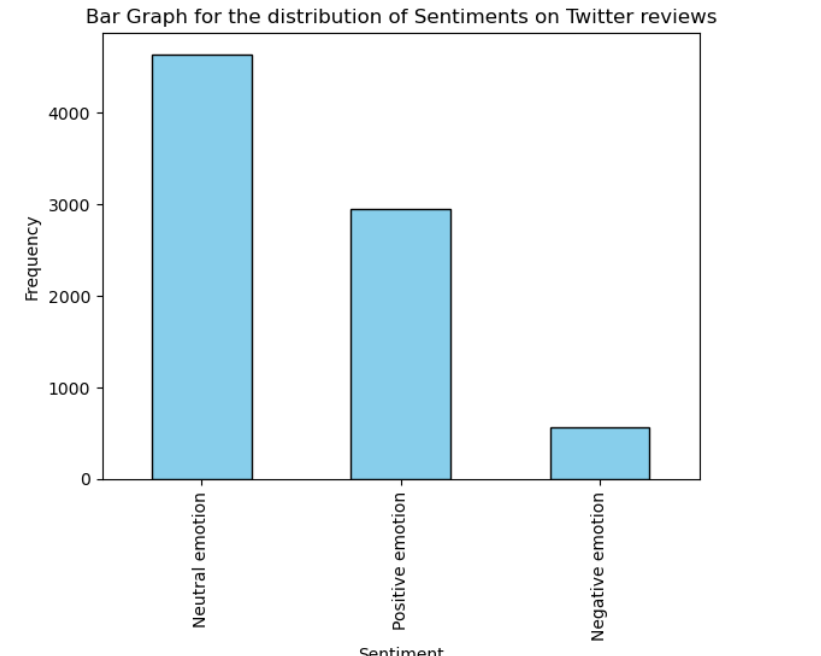 Bar Graph for the distribution of Sentiments on Twitter reviews
4000
3000
2000
1000
0
Frequency
Neutral emotion
Positive emotion
Negative emotion
Sentiment